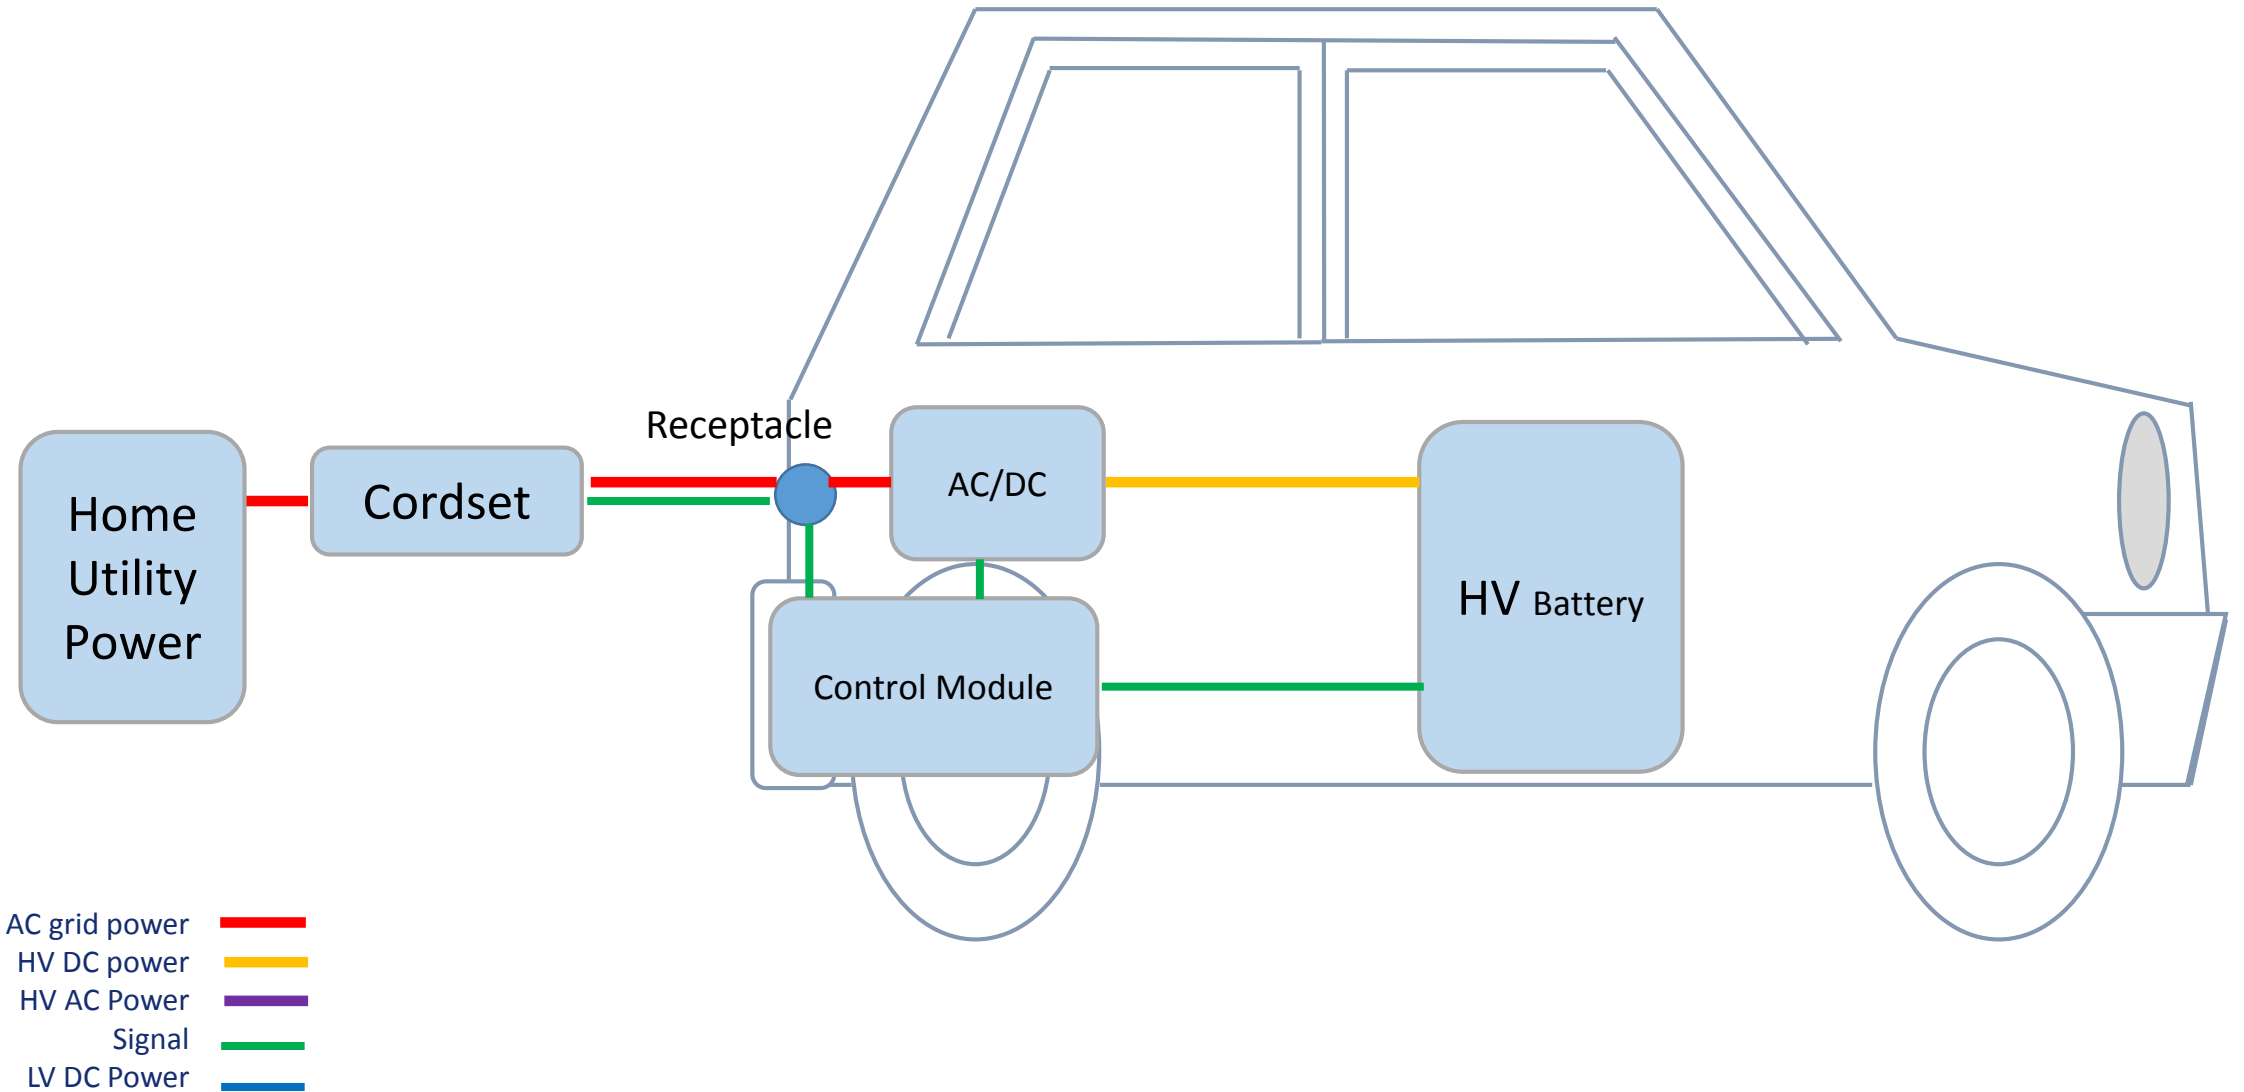 Receptacle
Home
Utility
Power
Cordset
AC/DC
HV Battery
Control Module
AC grid power
HV DC power
HV AC Power
Signal
LV DC Power